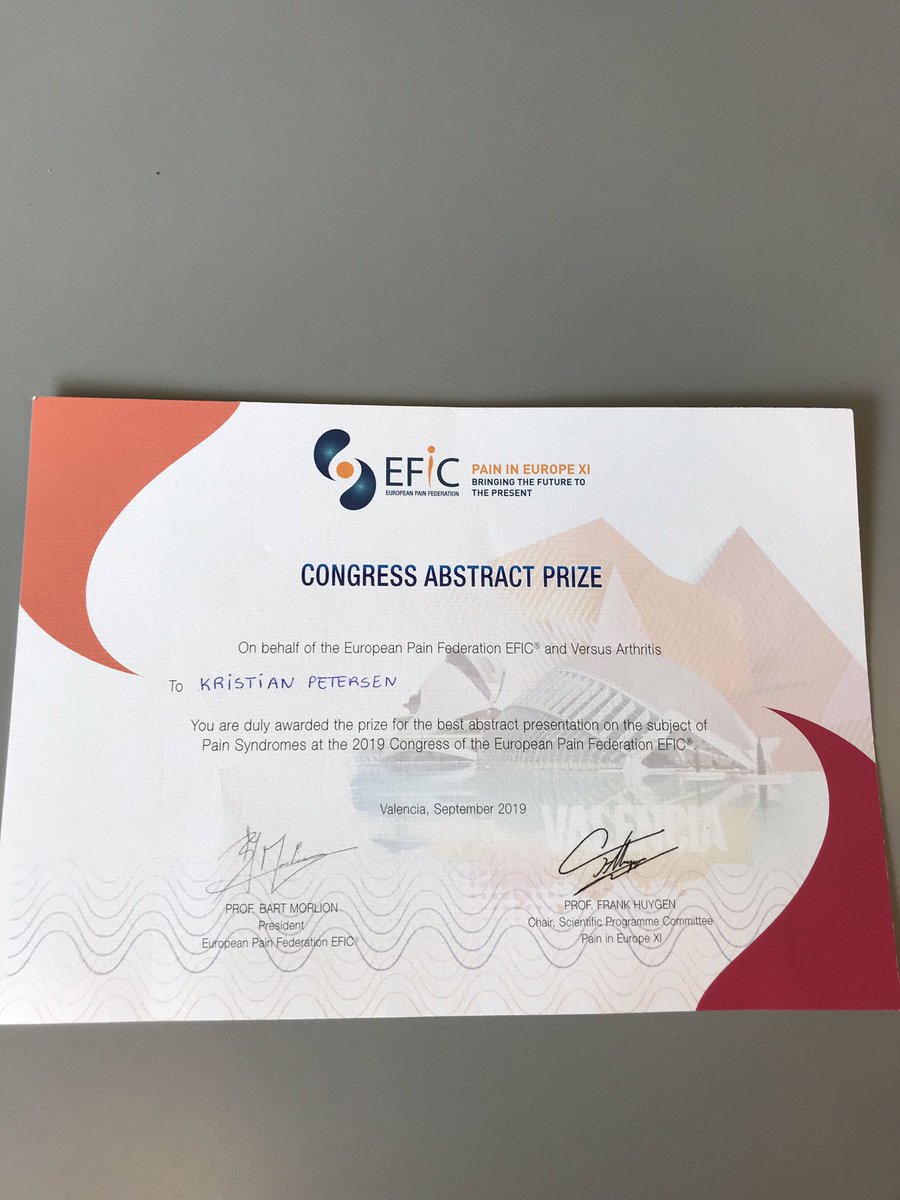 EFiC
EUROPEAN PAIN FEDERATION
PAIN IN EUROPE XI
BRINGING THE FUTURE TO
THE PRESENT
CONGRESS ABSTRACT PRIZE
On behalf of the European Pain Federation EFIC® and Versus Arthritis
To KRISTIAN PETERSEN
You are duly awarded the prize for the best abstract presentation on the subject of
Pain Syndromes at the 2019 Congress of the European Pain Federation EFIC®.
Valencia, September 2019
VALENCIA
PROF. BART MORLION
President
European Pain Federation EFIC®
PROF. FRANK HUYGEN
Chair, Scientific Programme Committee
Pain in Europe XI